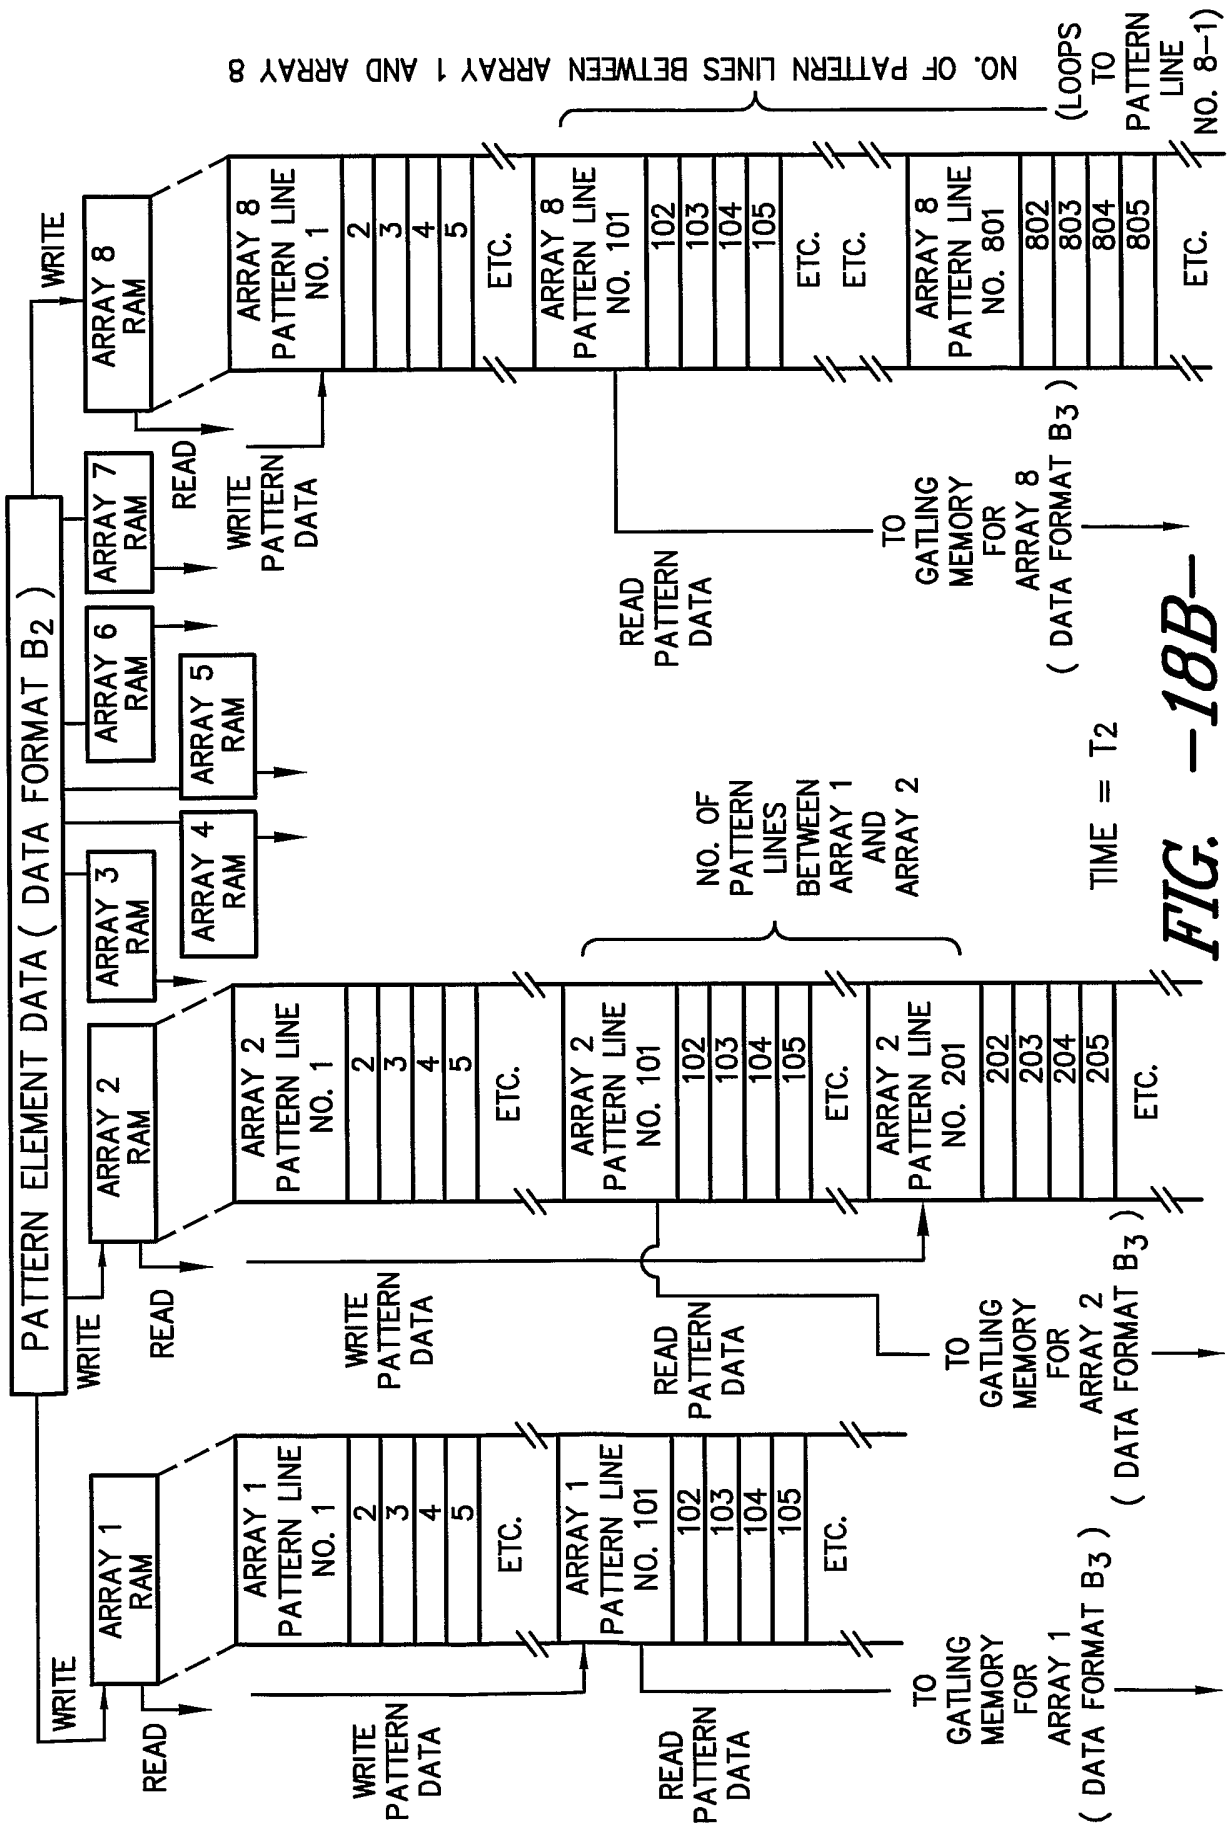 PATTERN ELEMENT DATA ( DATA FORMAT B2 )
WRITE
ARRAY 1
RAM
READ
ARRAY 1
PATTERN LINE
NO. 1
2
3
4
5
ETC.
ARRAY 1
PATTERN LINE
NO. 101
102
103
104
105
ETC.
WRITE
PATTERN
DATA
READ
PATTERN
DATA
TO
GATLING
MEMORY
FOR
ARRAY 1
( DATA FORMAT B3 )
WRITE
ARRAY 2
RAM
READ
ARRAY 2
PATTERN LINE
NO. 1
2
3
4
5
ETC.
ARRAY 2
PATTERN LINE
NO. 101
102
103
104
105
ETC.
ARRAY 2
PATTERN LINE
NO. 201
202
203
204
205
ETC.
WRITE
PATTERN
DATA
READ
PATTERN
DATA
TO
GATLING
MEMORY
FOR
ARRAY 2
( DATA FORMAT B3 )
NO. OF
PATTERN
LINES
BETWEEN
ARRAY 1
AND
ARRAY 2
ARRAY 3
RAM
ARRAY 4
RAM
ARRAY 5
RAM
ARRAY 6
RAM
ARRAY 7
RAM
WRITE
ARRAY 8
RAM
READ
ARRAY 8
PATTERN LINE
NO. 1
2
3
4
5
ETC.
ARRAY 8
PATTERN LINE
NO. 101
102
103
104
105
ETC.
ETC.
ARRAY 8
PATTERN LINE
NO. 801
802
803
804
805
ETC.
WRITE
PATTERN
DATA
READ
PATTERN
DATA
TO
GATLING
MEMORY
FOR
ARRAY 8
( DATA FORMAT B3 )
NO. OF PATTERN LINES BETWEEN ARRAY 1 AND ARRAY 8
(LOOPS
TO
PATTERN
LINE
NO. 8-1)
TIME = T2
FIG. -18B-